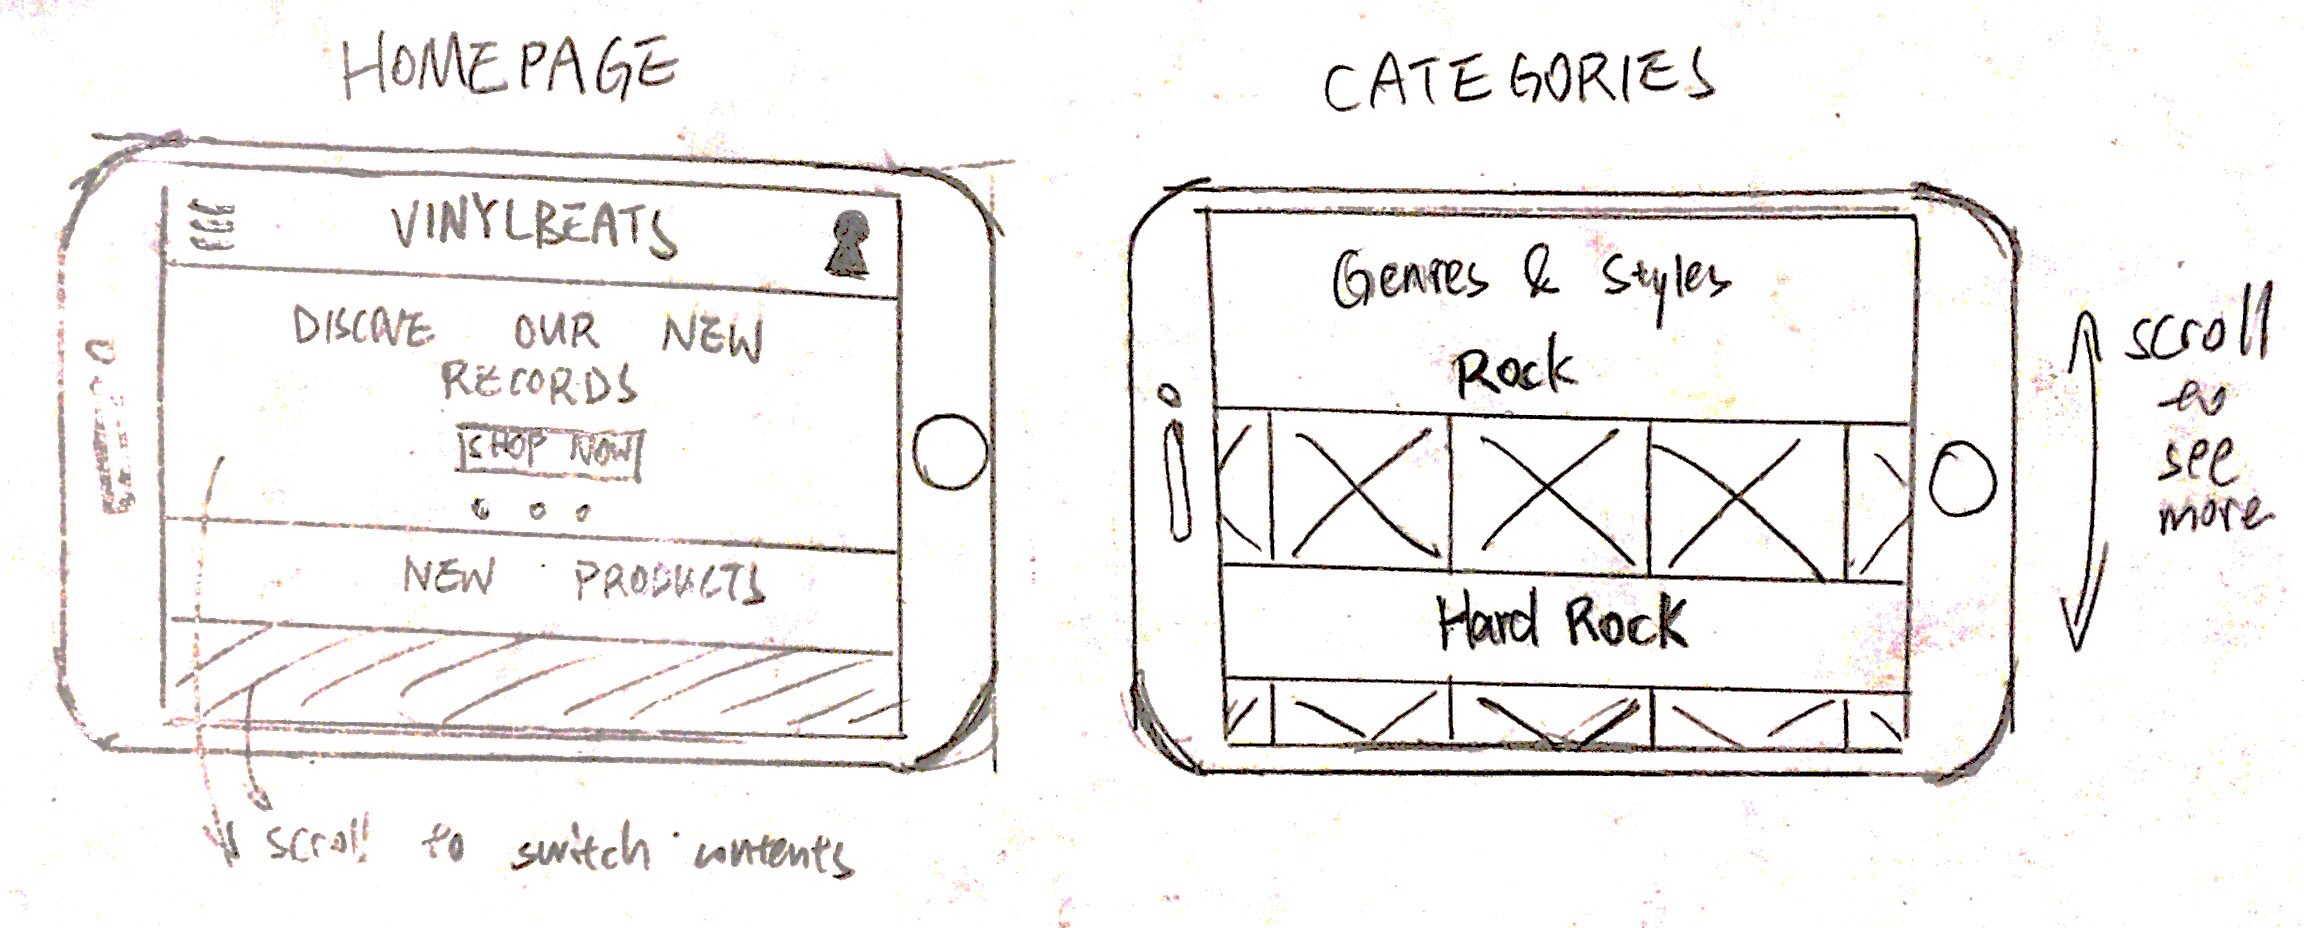 HOMEPAGE
VINYLBEATS
DISCOVE OUR NEW
RECORDS
SHOP NOW
NEW PRODUCTS
scroll to switch contents
CATEGORIES
Genres & Styles
Rock
Hard Rock
scroll
to
see
more